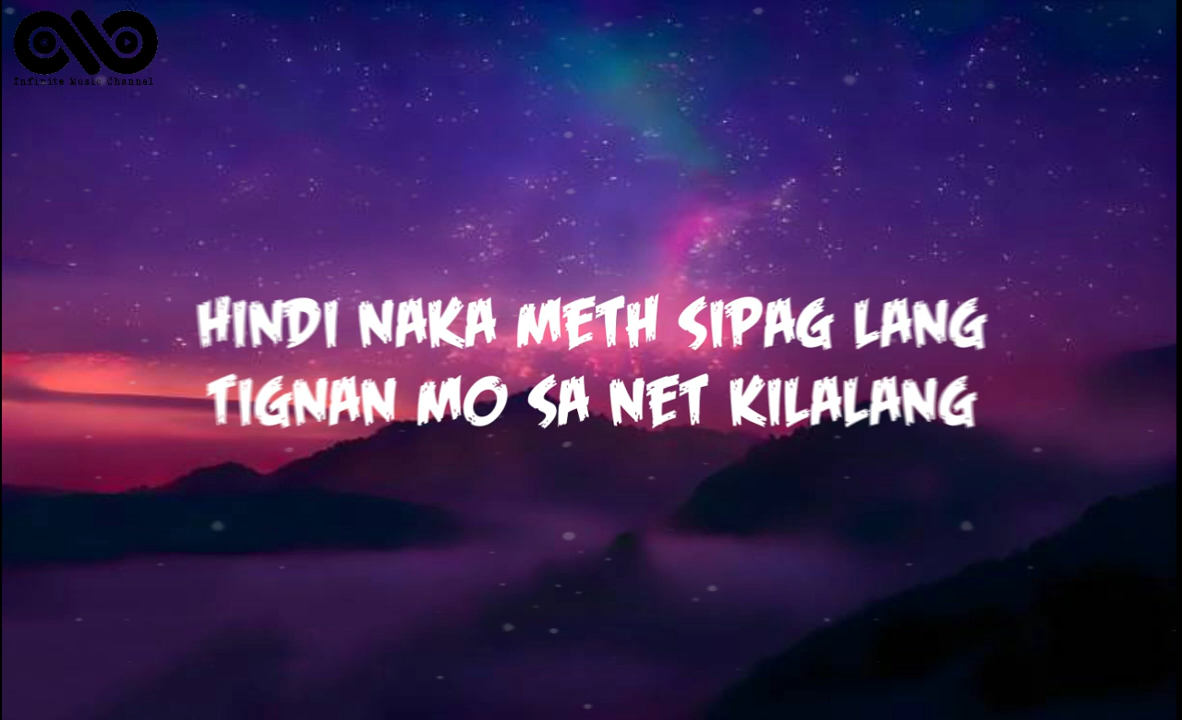 Infinite Music Channel
HINDI NAKA METH SIPAG LANG
TIGNAN MO SA NET KILALANG